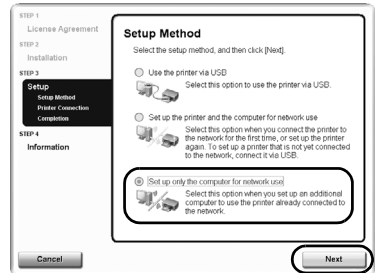 STEP 1
License Agreement
STEP 2
Installation
STEP 3
Setup
Setup Method
Printer Connection
Completion
STEP 4
Information
Setup Method
Select the setup method, and then click [Next].
Use the printer via USB
Select this option to use the printer via USB.
Set up the printer and the computer for network use
Select this option when you connect the printer to
the network for the first time, or set up the printer
again. To set up a printer that is not yet connected
to the network, connect it via USB.
Set up only the computer for network use
Select this option when you set up an additional
computer to use the printer already connected to
the network.
Cancel
Next